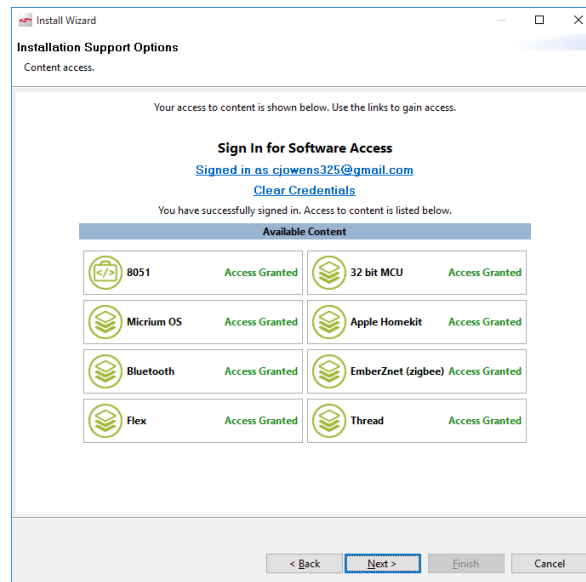 Install Wizard
Installation Support Options
Content access.
Your access to content is shown below. Use the links to gain access.
Sign In for Software Access
Signed in as cjowens325@gmail.com
Clear Credentials
You have successfully signed in. Access to content is listed below.
Available Content
8051 Access Granted
32 bit MCU Access Granted
Micrium OS Access Granted
Apple Homekit Access Granted
Bluetooth Access Granted
EmberZnet (zigbee) Access Granted
Flex Access Granted
Thread Access Granted
< Back Next > Finish Cancel